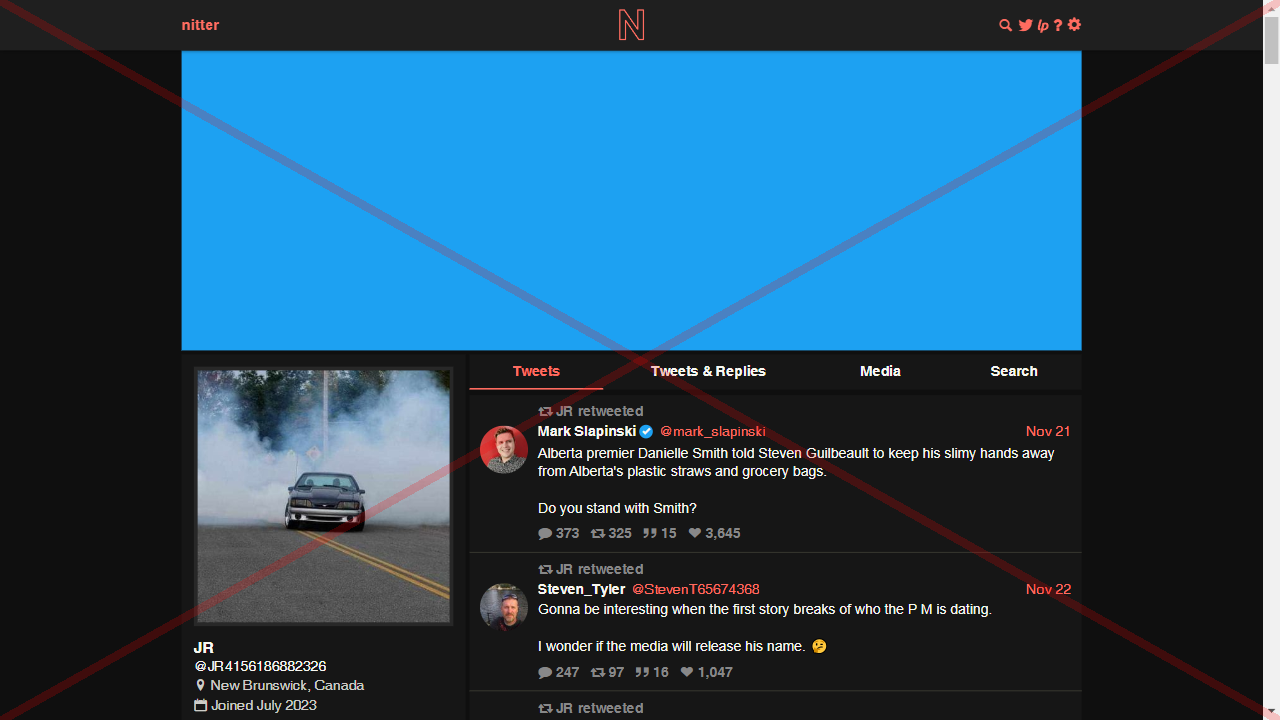 nitter
N
lp ?
Tweets
Tweets & Replies
Media
Search
JR retweeted
Mark Slapinski @mark_slapinski
Nov 21
Alberta premier Danielle Smith told Steven Guilbeault to keep his slimy hands away
from Alberta's plastic straws and grocery bags.
Do you stand with Smith?
373 325 15 3,645
JR retweeted
Steven_Tyler @StevenT65674368
Nov 22
Gonna be interesting when the first story breaks of who the P M is dating.
I wonder if the media will release his name. 🤔
247 97 16 1,047
JR retweeted
JR
@JR4156186882326
New Brunswick, Canada
Joined July 2023